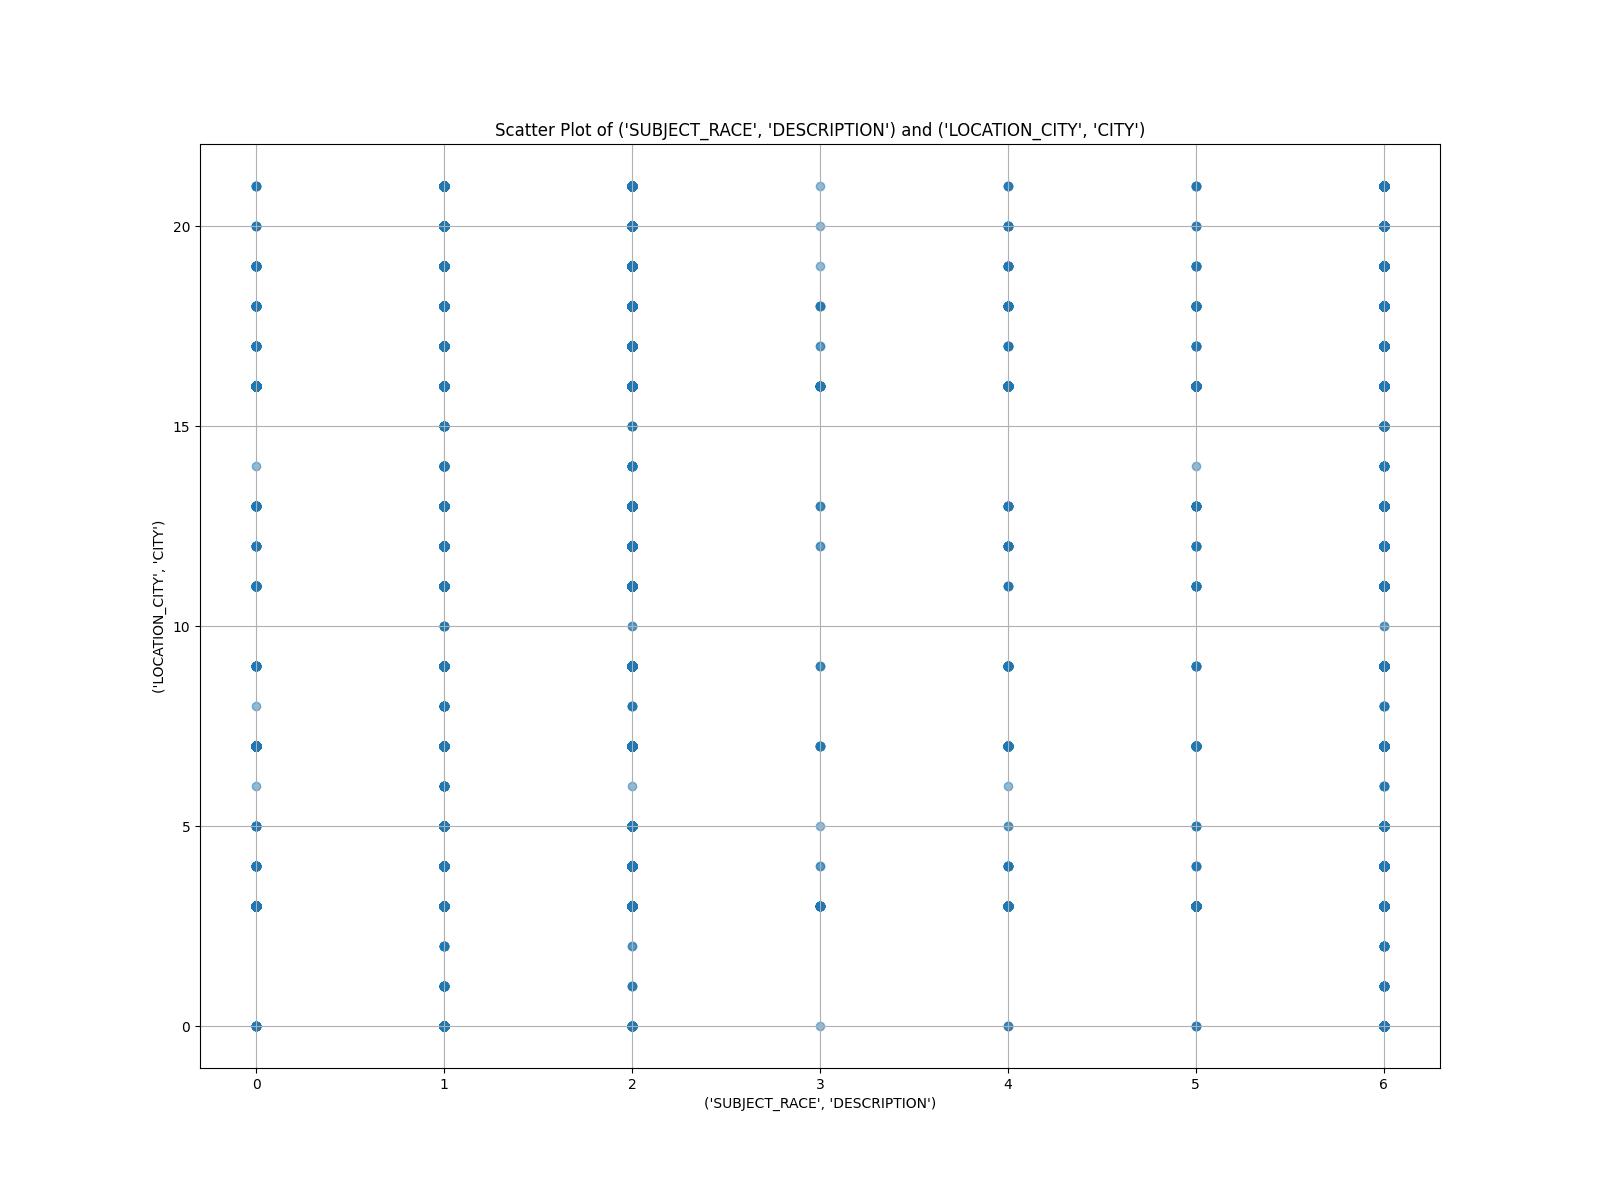 Scatter Plot of ('SUBJECT_RACE', 'DESCRIPTION') and ('LOCATION_CITY', 'CITY')
20
15
10
5
0
('LOCATION_CITY', 'CITY')
0 1 2 3 4 5 6
('SUBJECT_RACE', 'DESCRIPTION')